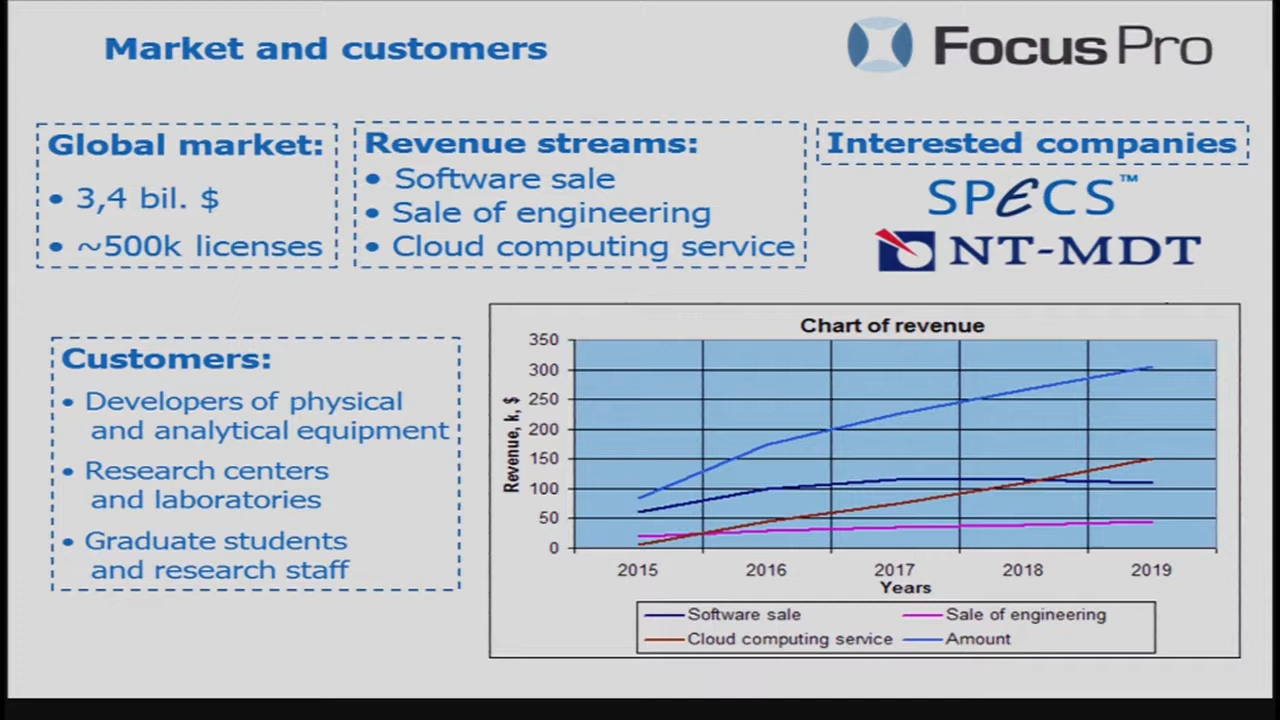 Market and customers
Focus Pro
Global market:
• 3,4 bil. $
• ~500k licenses
Revenue streams:
• Software sale
• Sale of engineering
• Cloud computing service
Interested companies
SPECS™
NT-MDT
Customers:
• Developers of physical
and analytical equipment
• Research centers
and laboratories
• Graduate students
and research staff
Chart of revenue
Revenue, k, $
350
300
250
200
150
100
50
0
2015 2016 2017 2018 2019
Years
Software sale
Sale of engineering
Cloud computing service
Amount